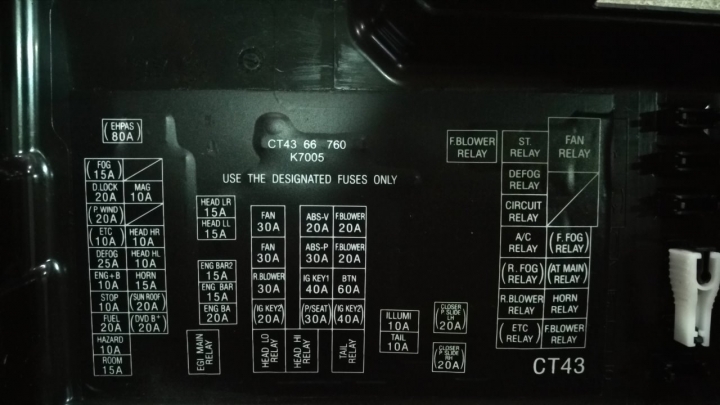 (EHPAS)
80A
CT43 66 760
K7005
USE THE DESIGNATED FUSES ONLY
(FOG)
15A
D.LOCK
20A
MAG
10A
(P.WIND)
20A
(ETC)
(10A)
HEAD HR
10A
DEFOG
25A
HEAD HL
10A
ENG+B
10A
HORN
15A
STOP
10A
(SUN ROOF)
(20A)
FUEL
20A
(DVD B+)
(20A)
HAZARD
10A
ROOM
15A
HEAD LR
15A
HEAD LL
15A
ENG BAR2
15A
ENG BAR
15A
ENG BA
20A
EGI MAIN
RELAY
FAN
30A
ABS-V
20A
F.BLOWER
20A
FAN
30A
ABS-P
30A
F.BLOWER
20A
R.BLOWER
30A
IG KEY1
40A
BTN
60A
(IG KEY2)
(20A)
(P/SEAT)
(30A)
(IG KEY2)
(40A)
HEAD LO
RELAY
HEAD HI
RELAY
TAIL
RELAY
ILLUMI
10A
TAIL
10A
CLOSER
P.SLIDE
LH
(20A)
CLOSER
P.SLIDE
RH
(20A)
F.BLOWER
RELAY
ST.
RELAY
FAN
RELAY
DEFOG
RELAY
CIRCUIT
RELAY
A/C
RELAY
(F. FOG)
RELAY
(R. FOG)
RELAY
(AT MAIN)
RELAY
R.BLOWER
RELAY
HORN
RELAY
(ETC)
RELAY
F.BLOWER
RELAY
CT43